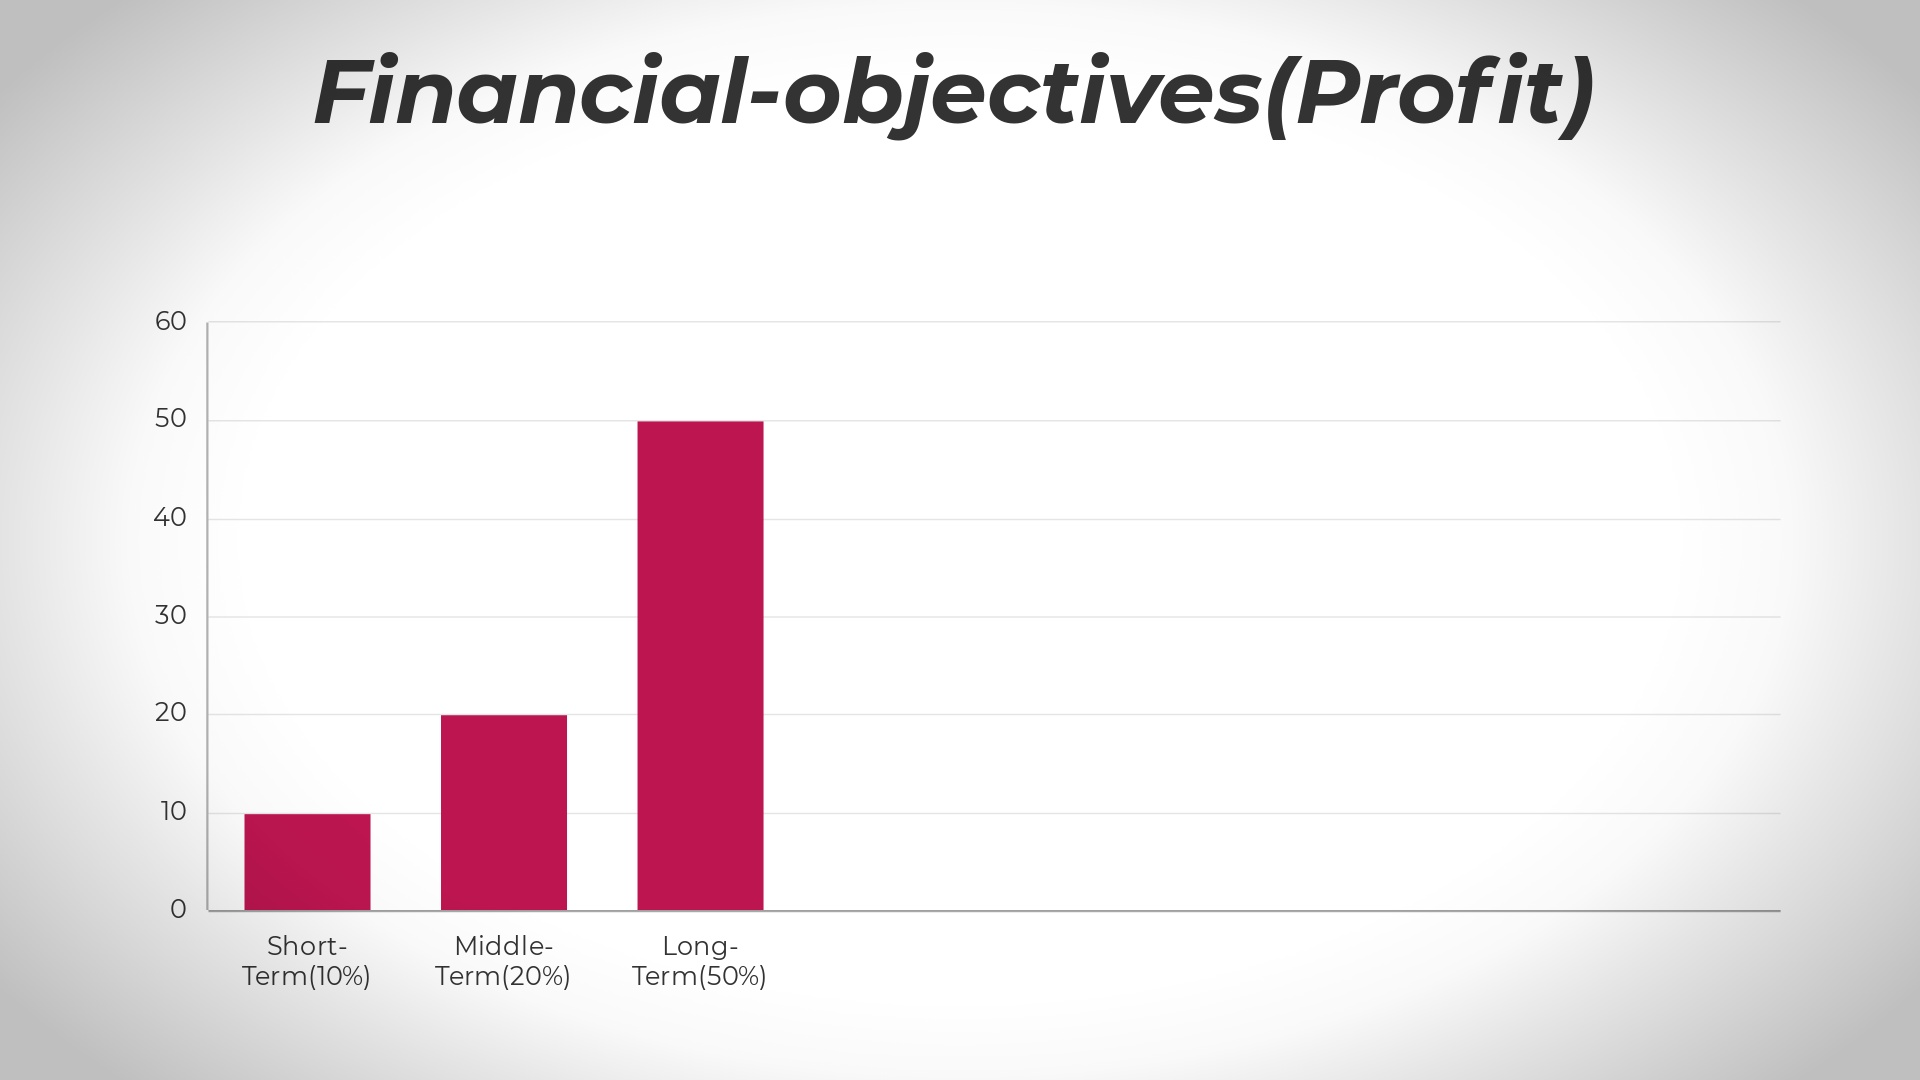 Financial-objectives(Profit)
60
50
40
30
20
10
0
Short-
Term(10%)
Middle-
Term(20%)
Long-
Term(50%)